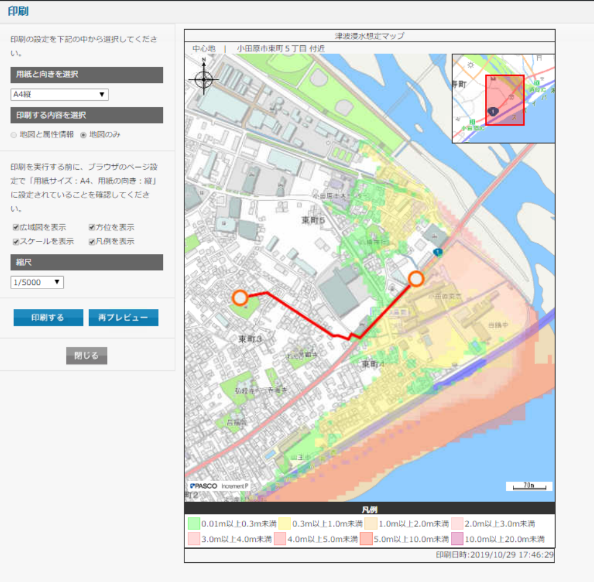 印刷
印刷の設定を下記の中から選択してくださ
い。
用紙と向きを選択
A4縦
印刷する内容を選択
地図と属性情報 地図のみ
印刷を実行する前に、ブラウザのページ設
定で「用紙サイズ：A4、用紙の向き：縦」
に設定されていることを確認してくださ
い。
広域図を表示 方位を表示
スケールを表示 凡例を表示
縮尺
1/5000
印刷する 再プレビュー
閉じる
津波浸水想定マップ
中心地 | 小田原市東町５丁目 付近
東町5
東町3
東町4
山王
PASCO Increment P
70m
凡例
0.01m以上0.3m未満 0.3m以上1.0m未満 1.0m以上2.0m未満 2.0m以上3.0m未満
3.0m以上4.0m未満 4.0m以上5.0m未満 5.0m以上10.0m未満 10.0m以上20.0m未満
印刷日時:2019/10/29 17:46:29